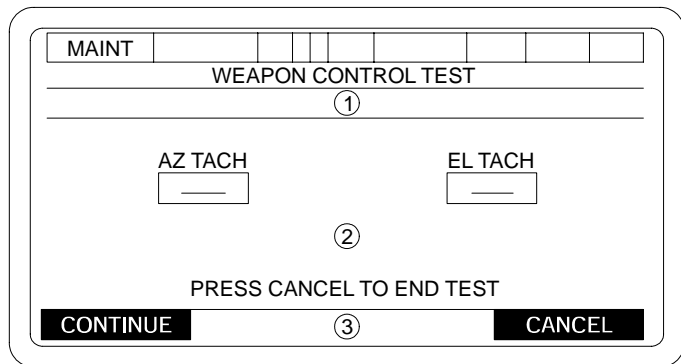 MAINT
WEAPON CONTROL TEST
1
AZ TACH EL TACH
2
PRESS CANCEL TO END TEST
CONTINUE 3 CANCEL